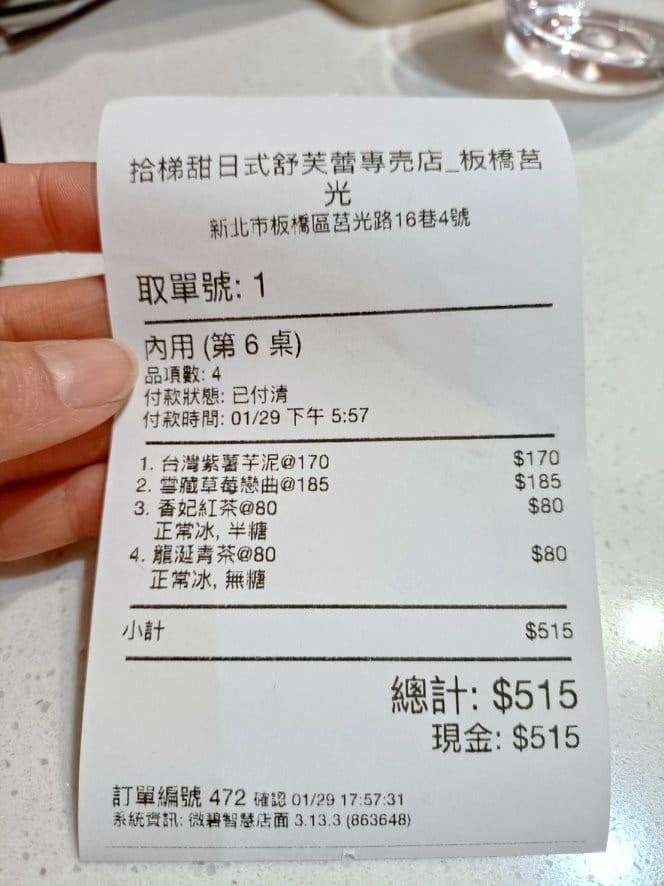 拾梯甜日式舒芙蕾專売店_板橋莒
光
新北市板橋區莒光路16巷4號
取單號: 1
內用 (第 6 桌)
品項數: 4
付款狀態: 已付清
付款時間: 01/29 下午 5:57
1. 台灣紫薯芋泥@170 $170
2. 雲藏草莓戀曲@185 $185
3. 香妃紅茶@80 $80
正常冰, 半糖
4. 龍涎青茶@80 $80
正常冰, 無糖
小計 $515
總計: $515
現金: $515
訂單編號 472 確認 01/29 17:57:31
系統資訊: 微碧智慧店面 3.13.3 (863648)